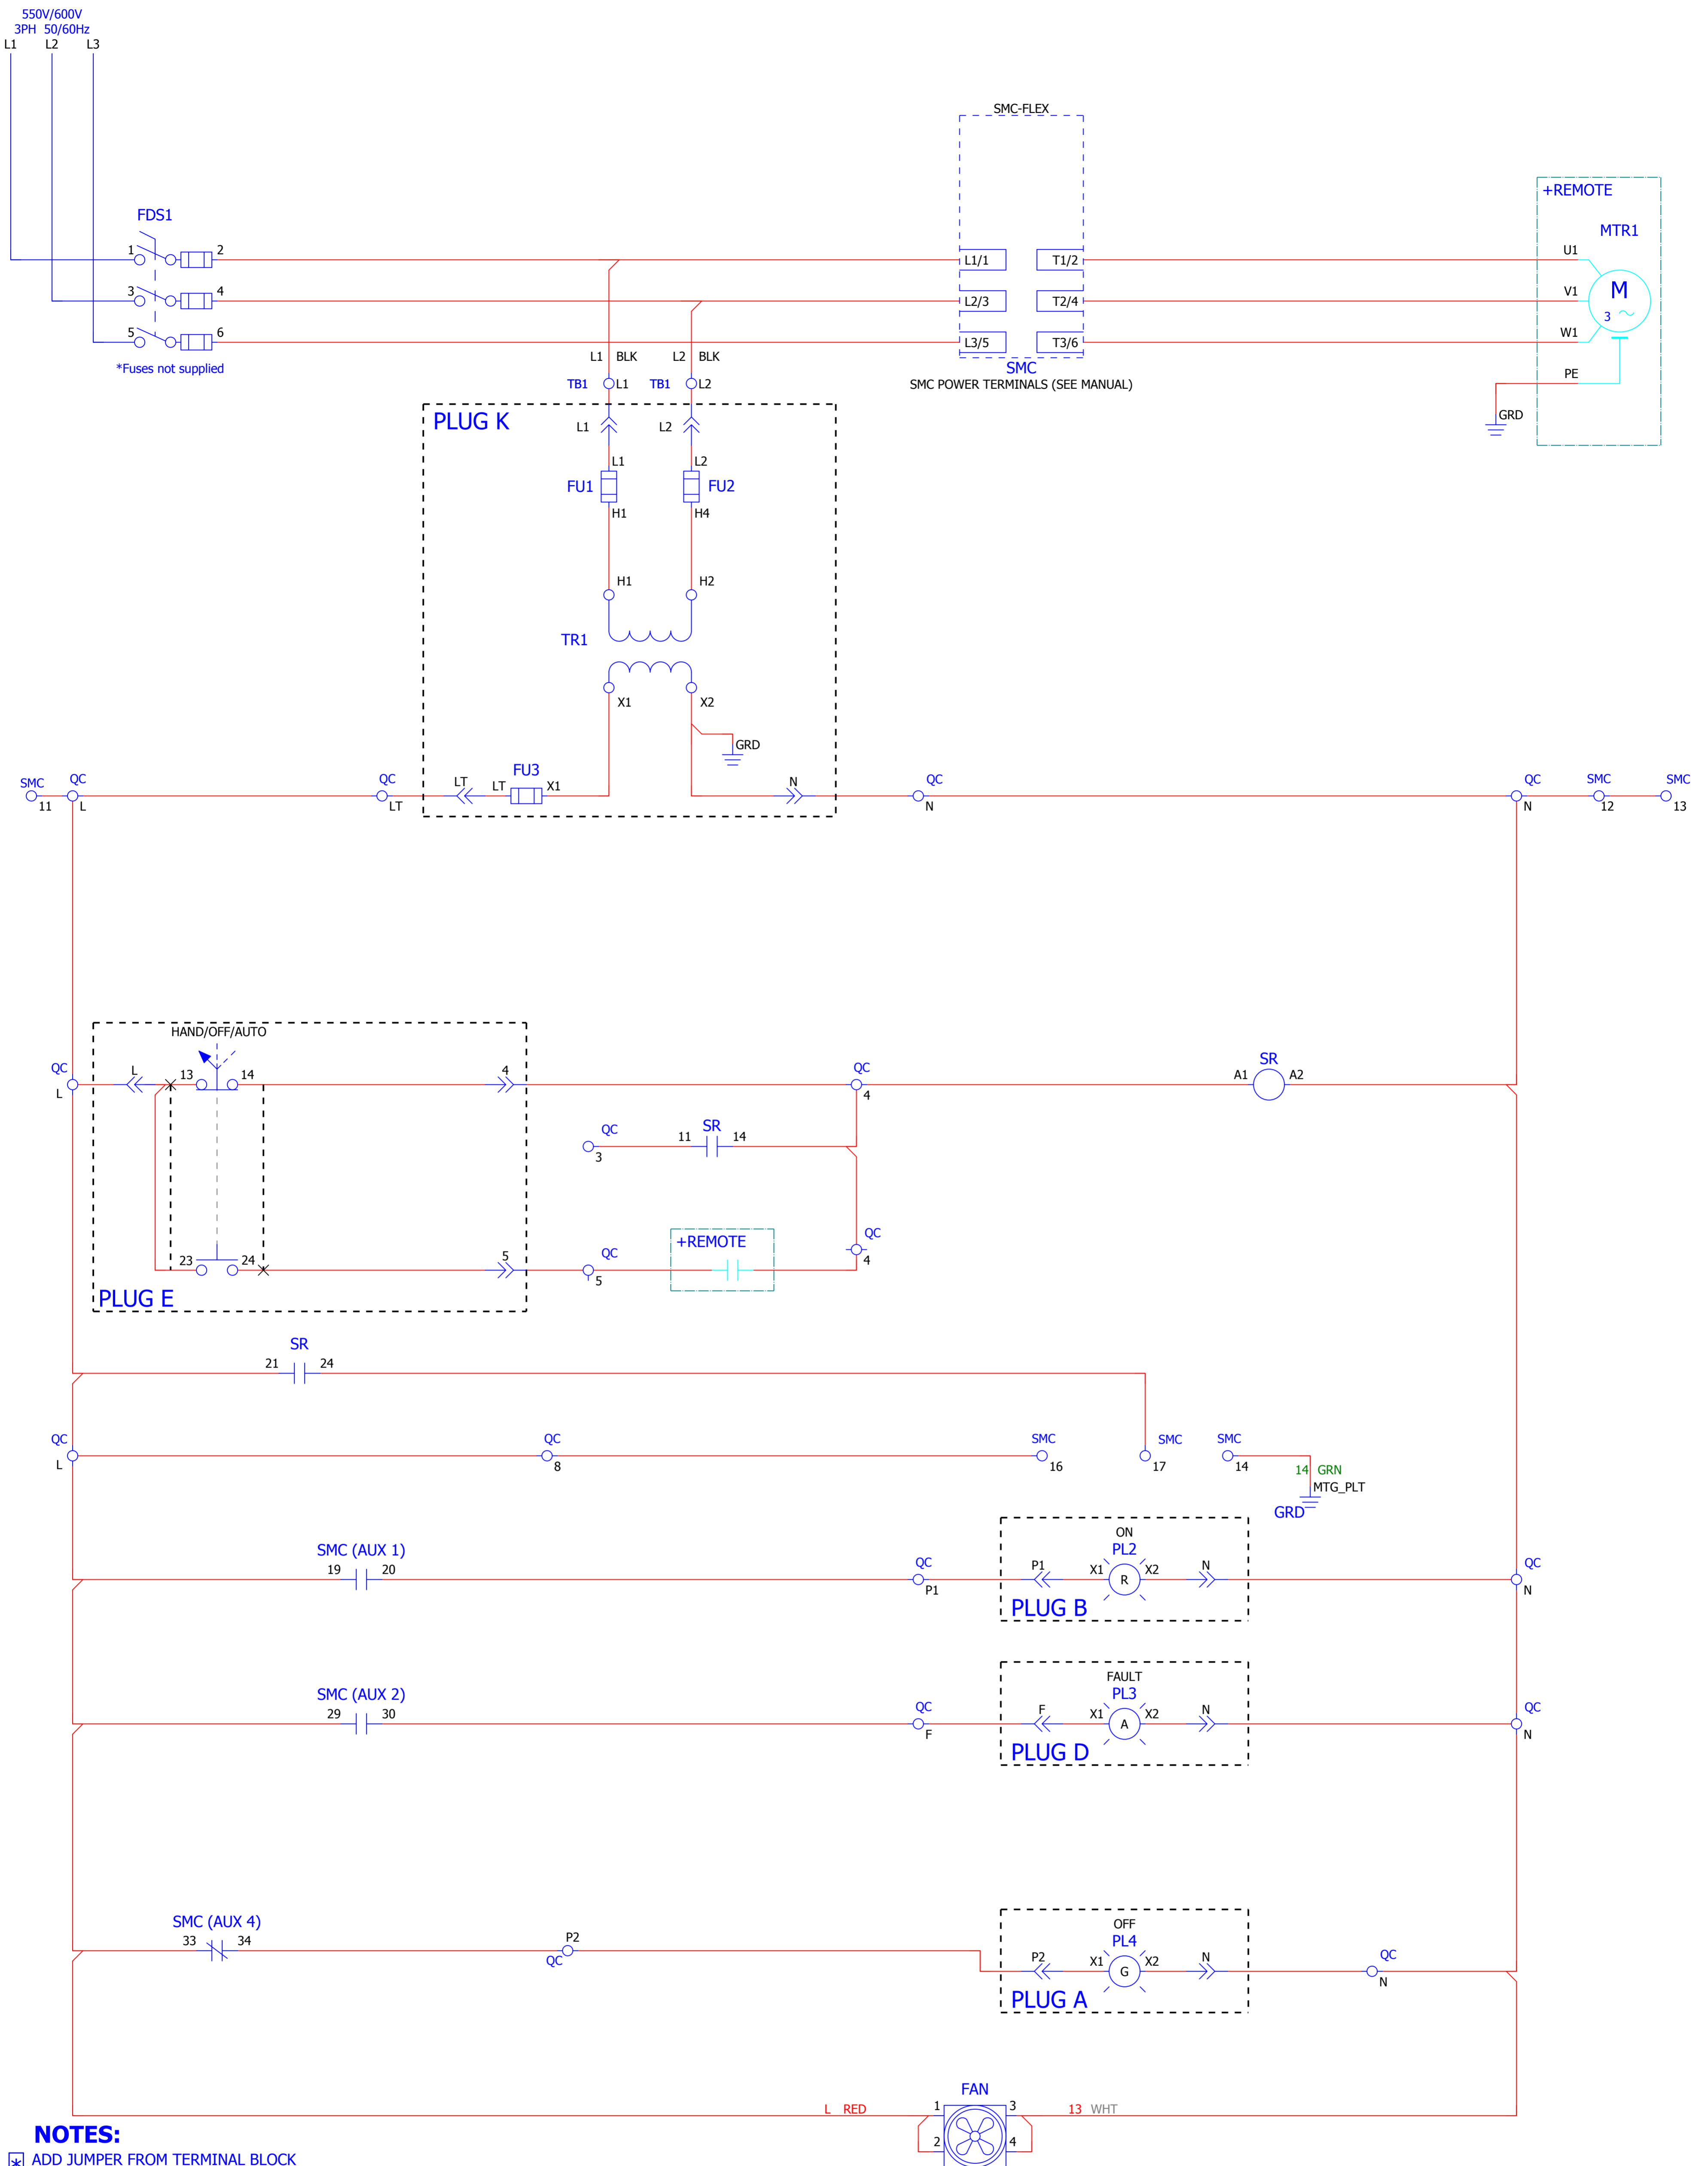 550V/600V
3PH 50/60Hz
L1 L2 L3
SMC-FLEX
+REMOTE
FDS1
MTR1
1 2 L1/1 T1/2 U1
3 4 L2/3 T2/4 V1 M
3
5 6 L3/5 T3/6 W1
*Fuses not supplied
L1 BLK L2 BLK
SMC
SMC POWER TERMINALS (SEE MANUAL)
PE
TB1 L1 TB1 L2
GRD
PLUG K
L1 L2
L1 L2
FU1 FU2
H1 H4
H1 H2
TR1
X1 X2
GRD
SMC QC QC LT LT FU3 X1 N QC QC SMC SMC
11 L LT N N 12 13
HAND/OFF/AUTO
QC L 13 14 4 QC SR
A1 A2
L 4
QC 11 SR 14
3
QC
+REMOTE
23 24 5 QC
5 4
PLUG E
SR
21 24
QC QC SMC SMC SMC
L 8 16 17 14
14 GRN
MTG_PLT
GRD
ON
SMC (AUX 1) PL2
19 20 QC P1 X1 R X2 N QC
P1 N
PLUG B
FAULT
SMC (AUX 2) PL3
29 30 QC F X1 A X2 N QC
F N
PLUG D
OFF
SMC (AUX 4) PL4
33 34 P2 P2 X1 G X2 N QC
QC N
PLUG A
FAN
L RED 1 3 13 WHT
2 4
NOTES:
* ADD JUMPER FROM TERMINAL BLOCK